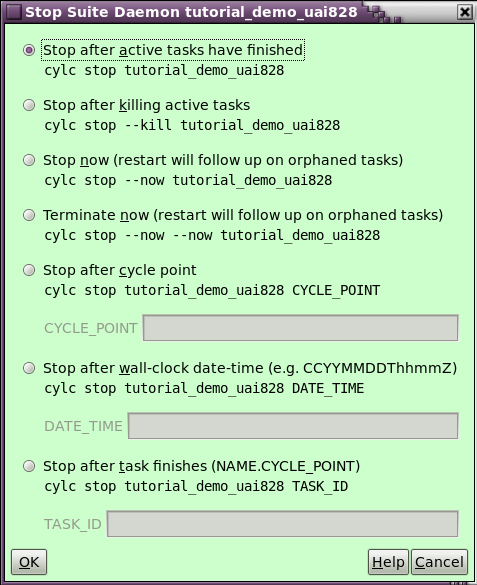 Stop Suite Daemon tutorial_demo_uai828
Stop after active tasks have finished
cylc stop tutorial_demo_uai828
Stop after killing active tasks
cylc stop --kill tutorial_demo_uai828
Stop now (restart will follow up on orphaned tasks)
cylc stop --now tutorial_demo_uai828
Terminate now (restart will follow up on orphaned tasks)
cylc stop --now --now tutorial_demo_uai828
Stop after cycle point
cylc stop tutorial_demo_uai828 CYCLE_POINT
CYCLE_POINT
Stop after wall-clock date-time (e.g. CCYYMMDDThhmmZ)
cylc stop tutorial_demo_uai828 DATE_TIME
DATE_TIME
Stop after task finishes (NAME.CYCLE_POINT)
cylc stop tutorial_demo_uai828 TASK_ID
TASK_ID
OK Help Cancel